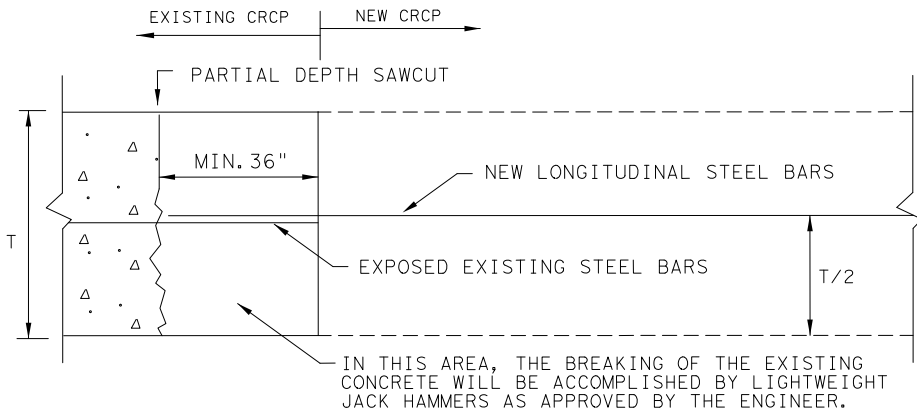 EXISTING CRCP
NEW CRCP
PARTIAL DEPTH SAWCUT
MIN. 36"
NEW LONGITUDINAL STEEL BARS
T
EXPOSED EXISTING STEEL BARS
T/2
IN THIS AREA, THE BREAKING OF THE EXISTING
CONCRETE WILL BE ACCOMPLISHED BY LIGHTWEIGHT
JACK HAMMERS AS APPROVED BY THE ENGINEER.